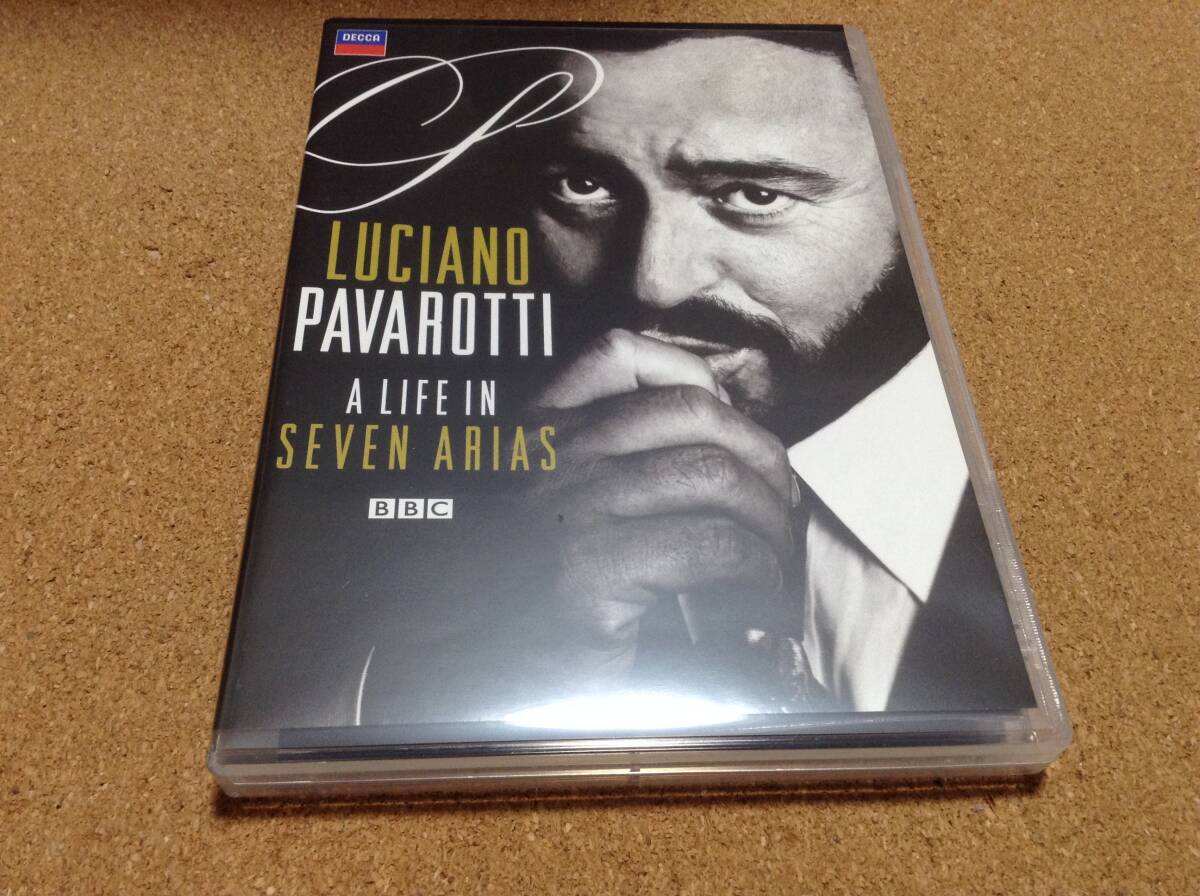 DECCA
P
LUCIANO
PAVAROTTI
A LIFE IN
SEVEN ARIAS
BBC